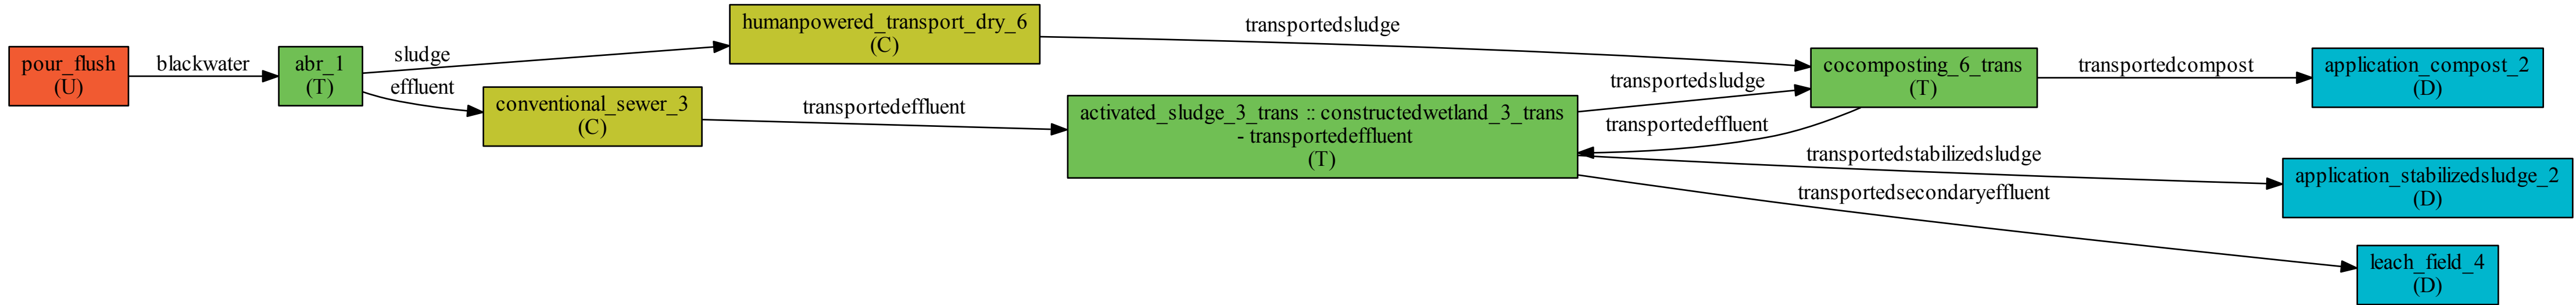 pour_flush
(U)
blackwater
abr_1
(T)
sludge
effluent
humanpowered_transport_dry_6
(C)
conventional_sewer_3
(C)
transportedsludge
transportedeffluent
activated_sludge_3_trans :: constructedwetland_3_trans
- transportedeffluent
(T)
transportedsludge
transportedeffluent
cocomposting_6_trans
(T)
transportedcompost
transportedstabilizedsludge
transportedsecondaryeffluent
application_compost_2
(D)
application_stabilizedsludge_2
(D)
leach_field_4
(D)